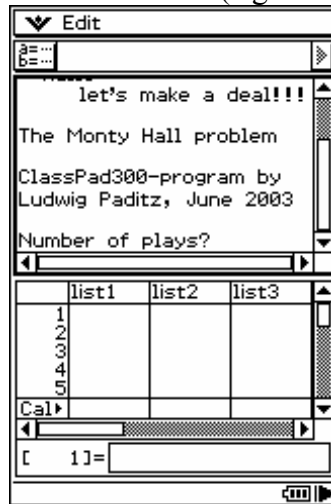 Edit
a=...
b=...
let's make a deal!!!
The Monty Hall problem
ClassPad300-program by
Ludwig Paditz, June 2003
Number of plays?
list1 list2 list3
1
2
3
4
5
Cal▶
[ 1]=